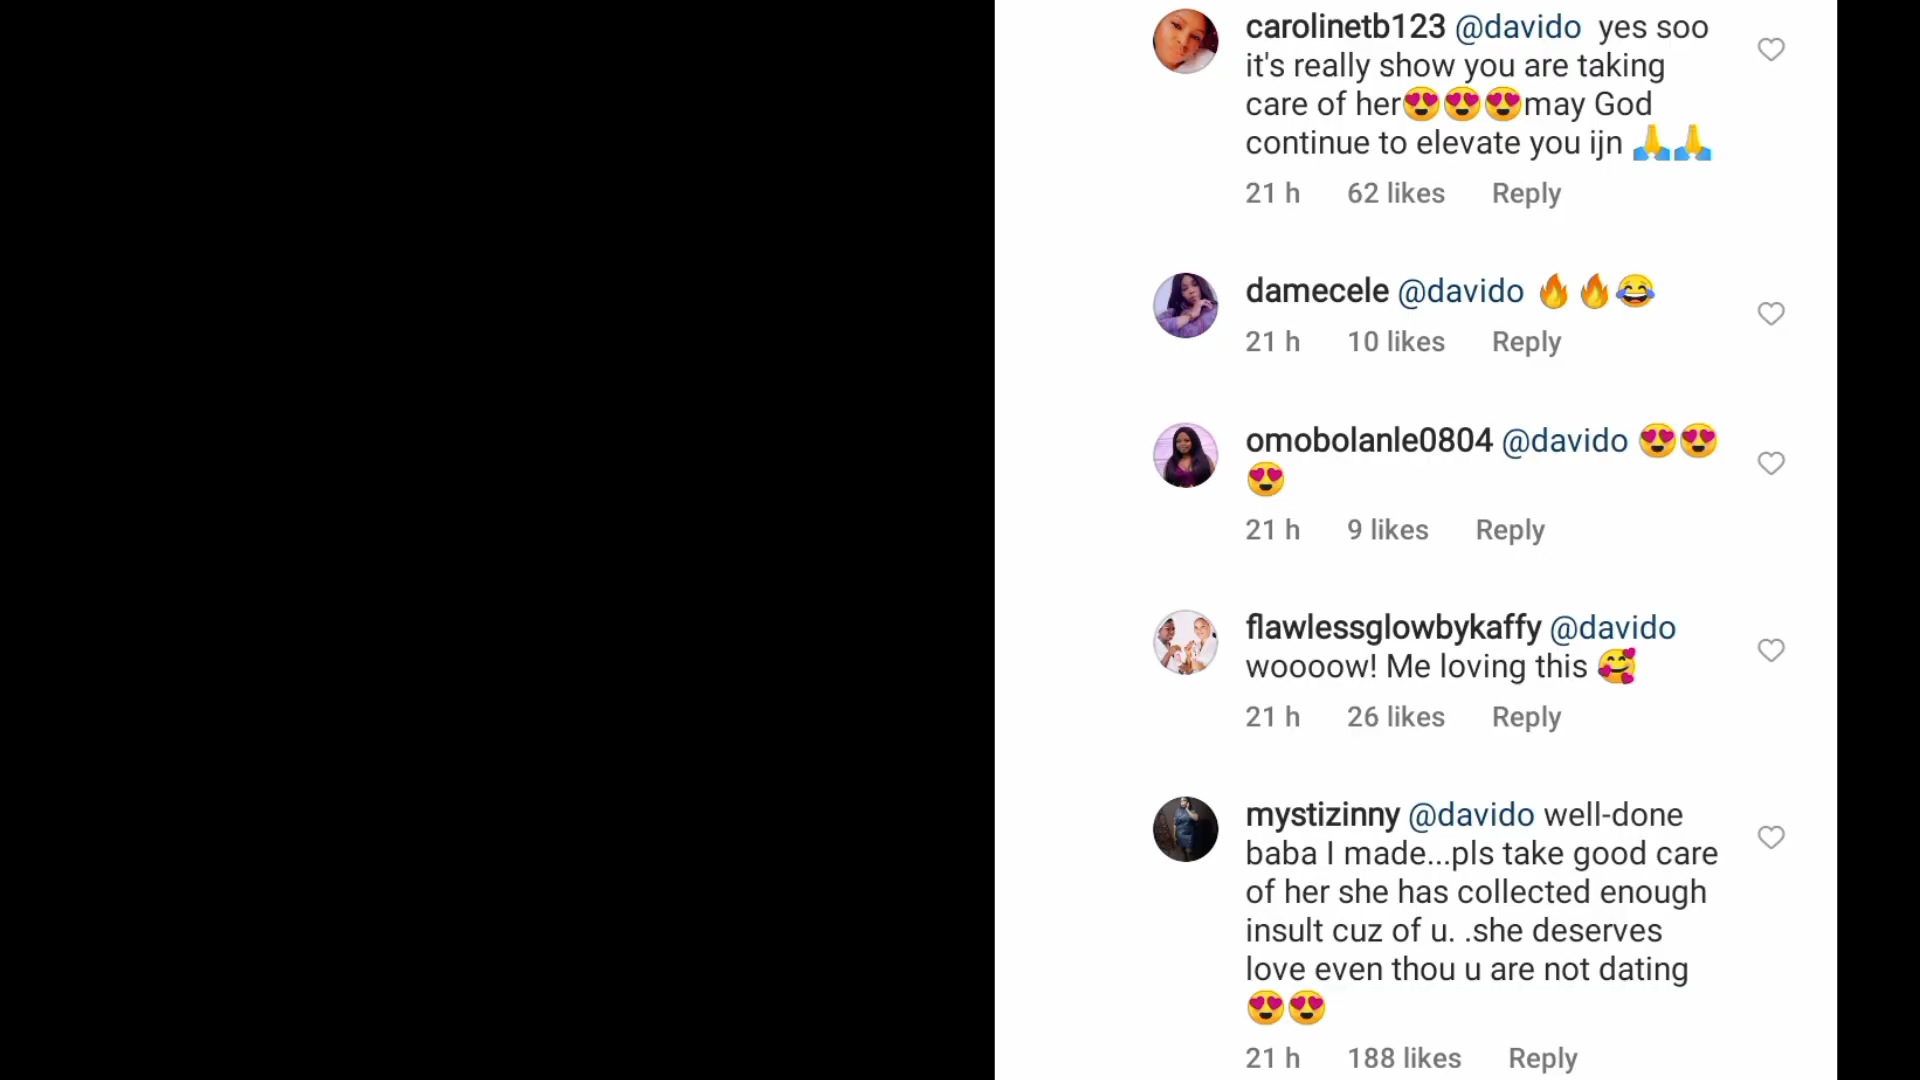 carolinetb123 @davido yes soo
it's really show you are taking
care of her😍😍😍may God
continue to elevate you ijn 🙏🙏
21 h 62 likes Reply
damecele @davido 🔥🔥😂
21 h 10 likes Reply
omobolanle0804 @davido 😍😍
😍
21 h 9 likes Reply
flawlessglowbykaffy @davido
woooow! Me loving this 🥰
21 h 26 likes Reply
mystizinny @davido well-done
baba I made...pls take good care
of her she has collected enough
insult cuz of u. .she deserves
love even thou u are not dating
😍😍
21 h 188 likes Reply